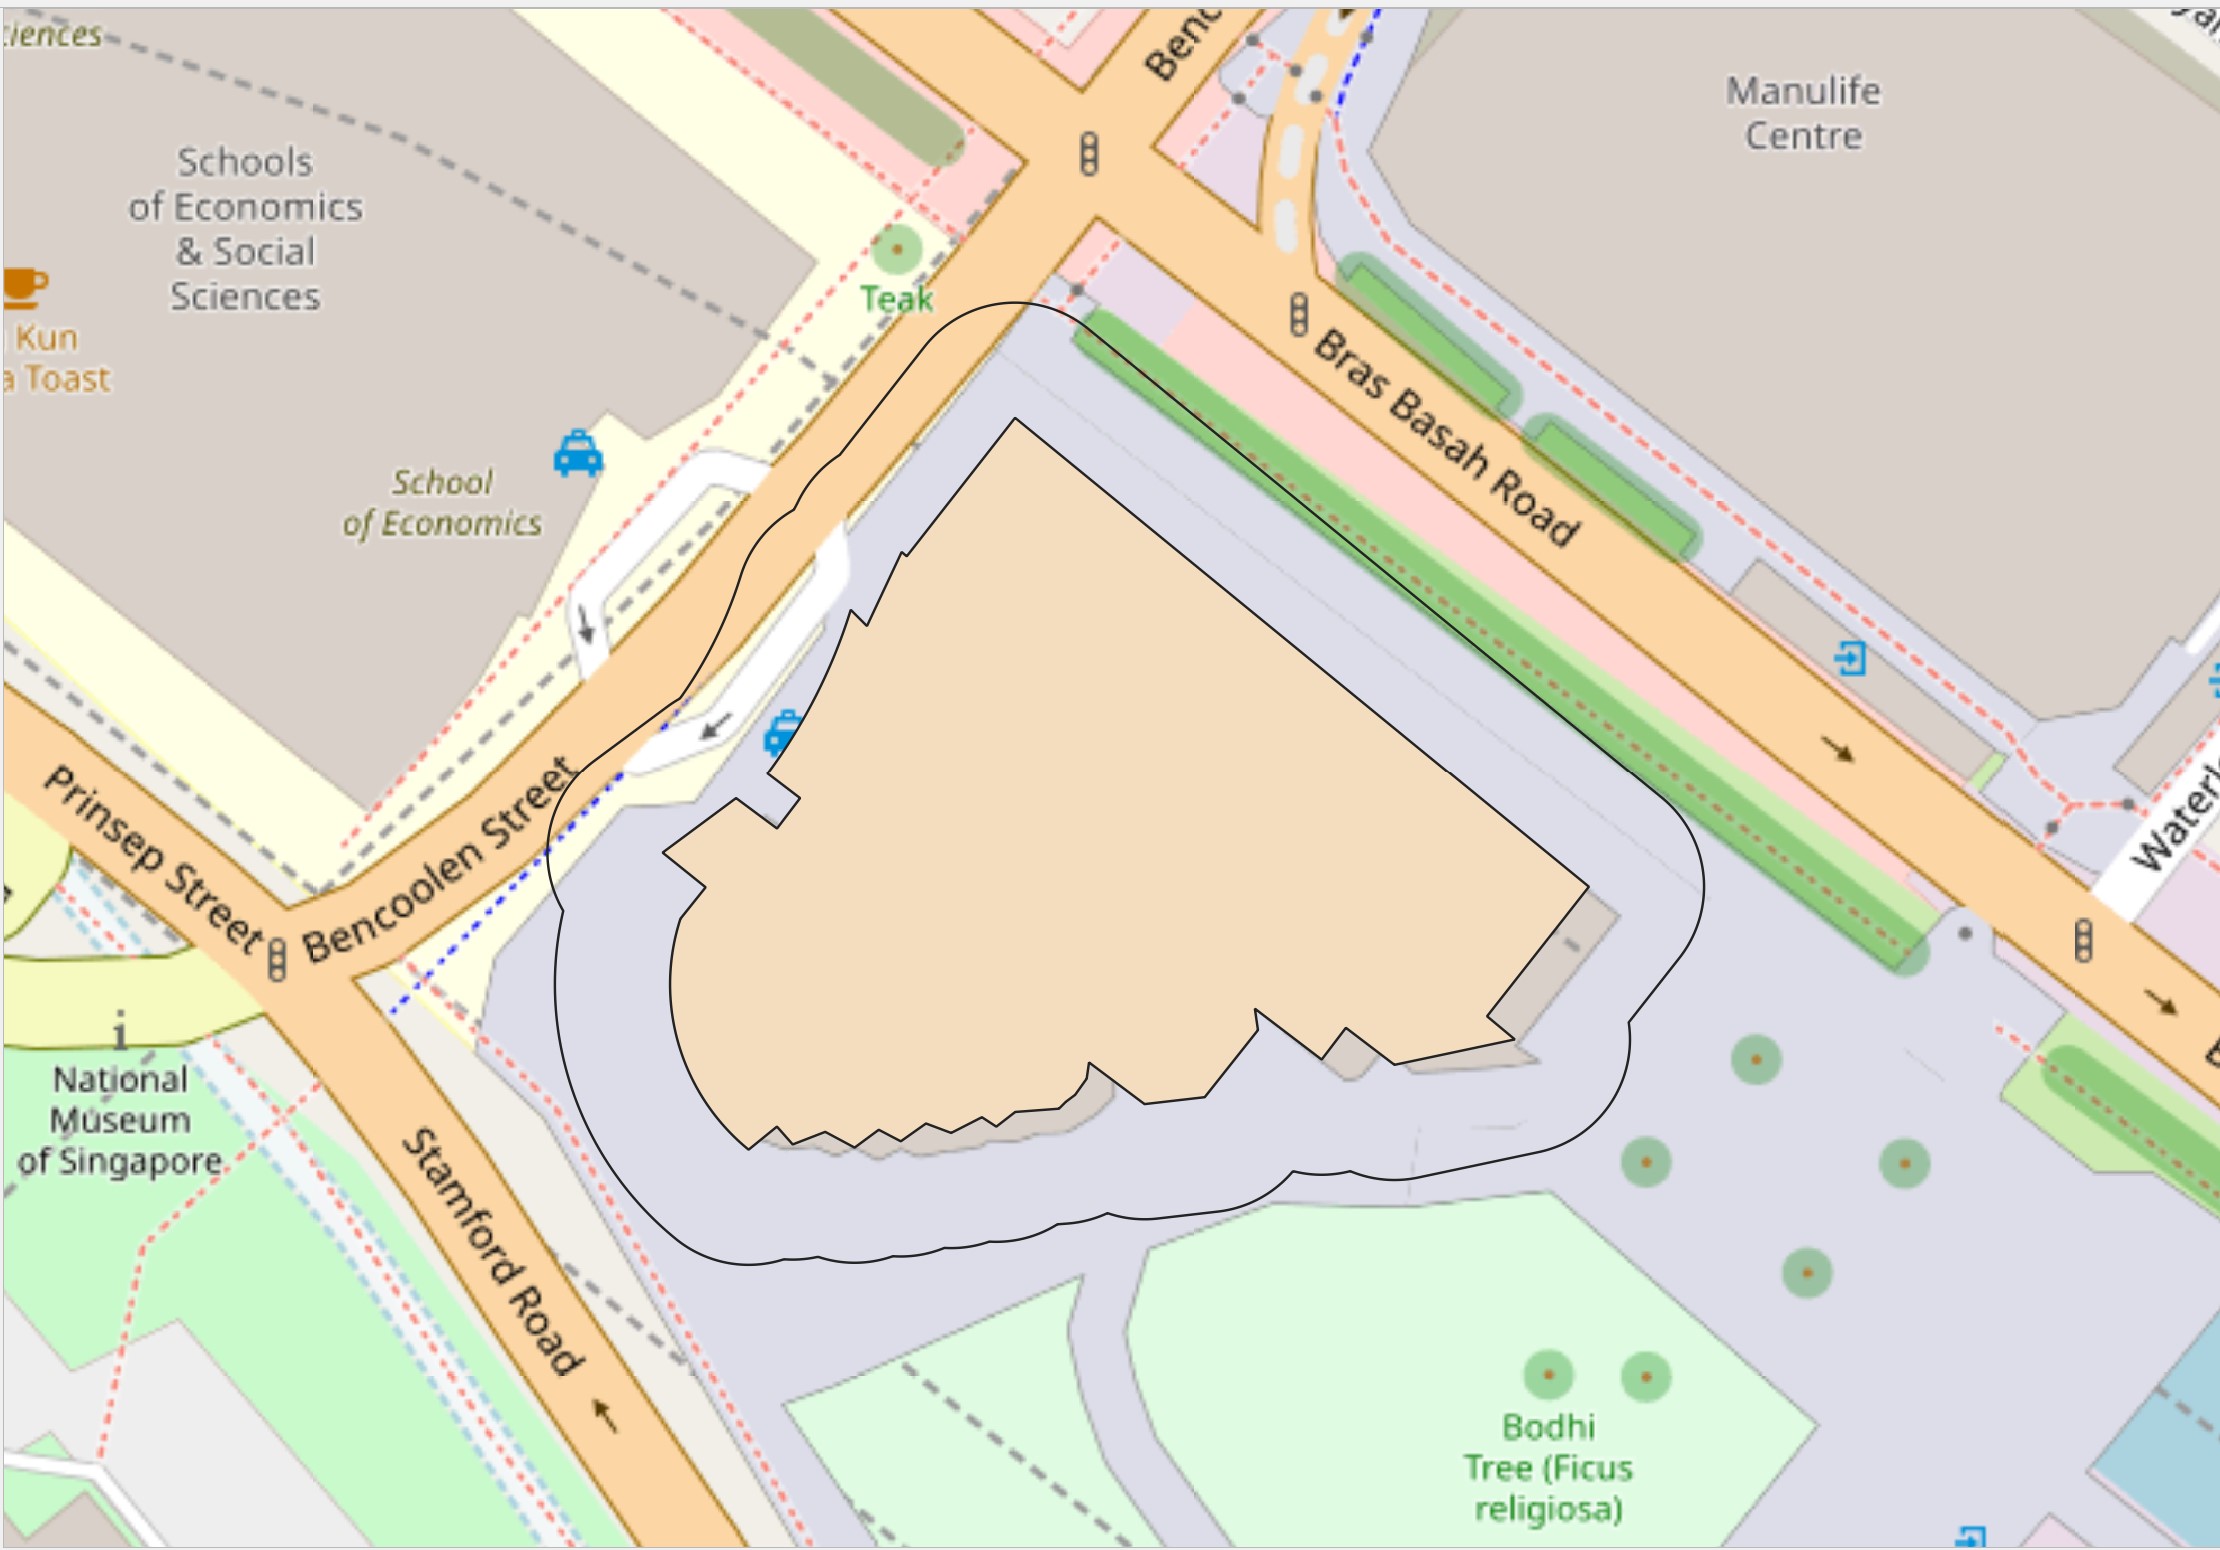 ciences
Schools
of Economics
& Social
Sciences
Kun
a Toast
School
of Economics
Teak
Benc
Manulife
Centre
Bras Basah Road
Prinsep Street
Bencoolen Street
Waterl
National
Museum
of Singapore
Stamford Road
Bodhi
Tree (Ficus
religiosa)